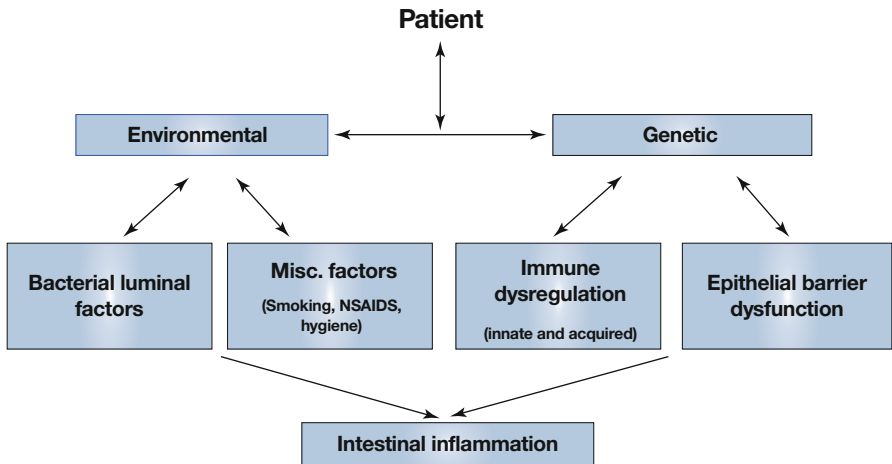 Patient
Environmental
Genetic
Bacterial luminal
factors
Misc. factors
(Smoking, NSAIDS,
hygiene)
Immune
dysregulation
(innate and acquired)
Epithelial barrier
dysfunction
Intestinal inflammation